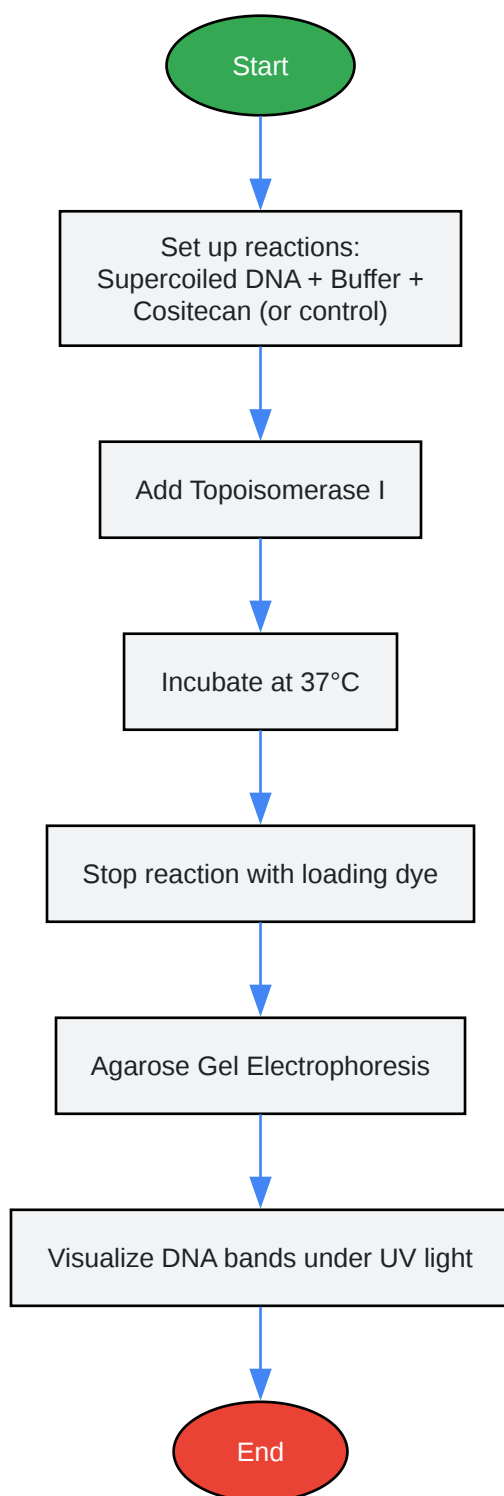 Start
Set up reactions:
Supercoiled DNA + Buffer +
Cositecan (or control)
Add Topoisomerase I
Incubate at 37°C
Stop reaction with loading dye
Agarose Gel Electrophoresis
Visualize DNA bands under UV light
End